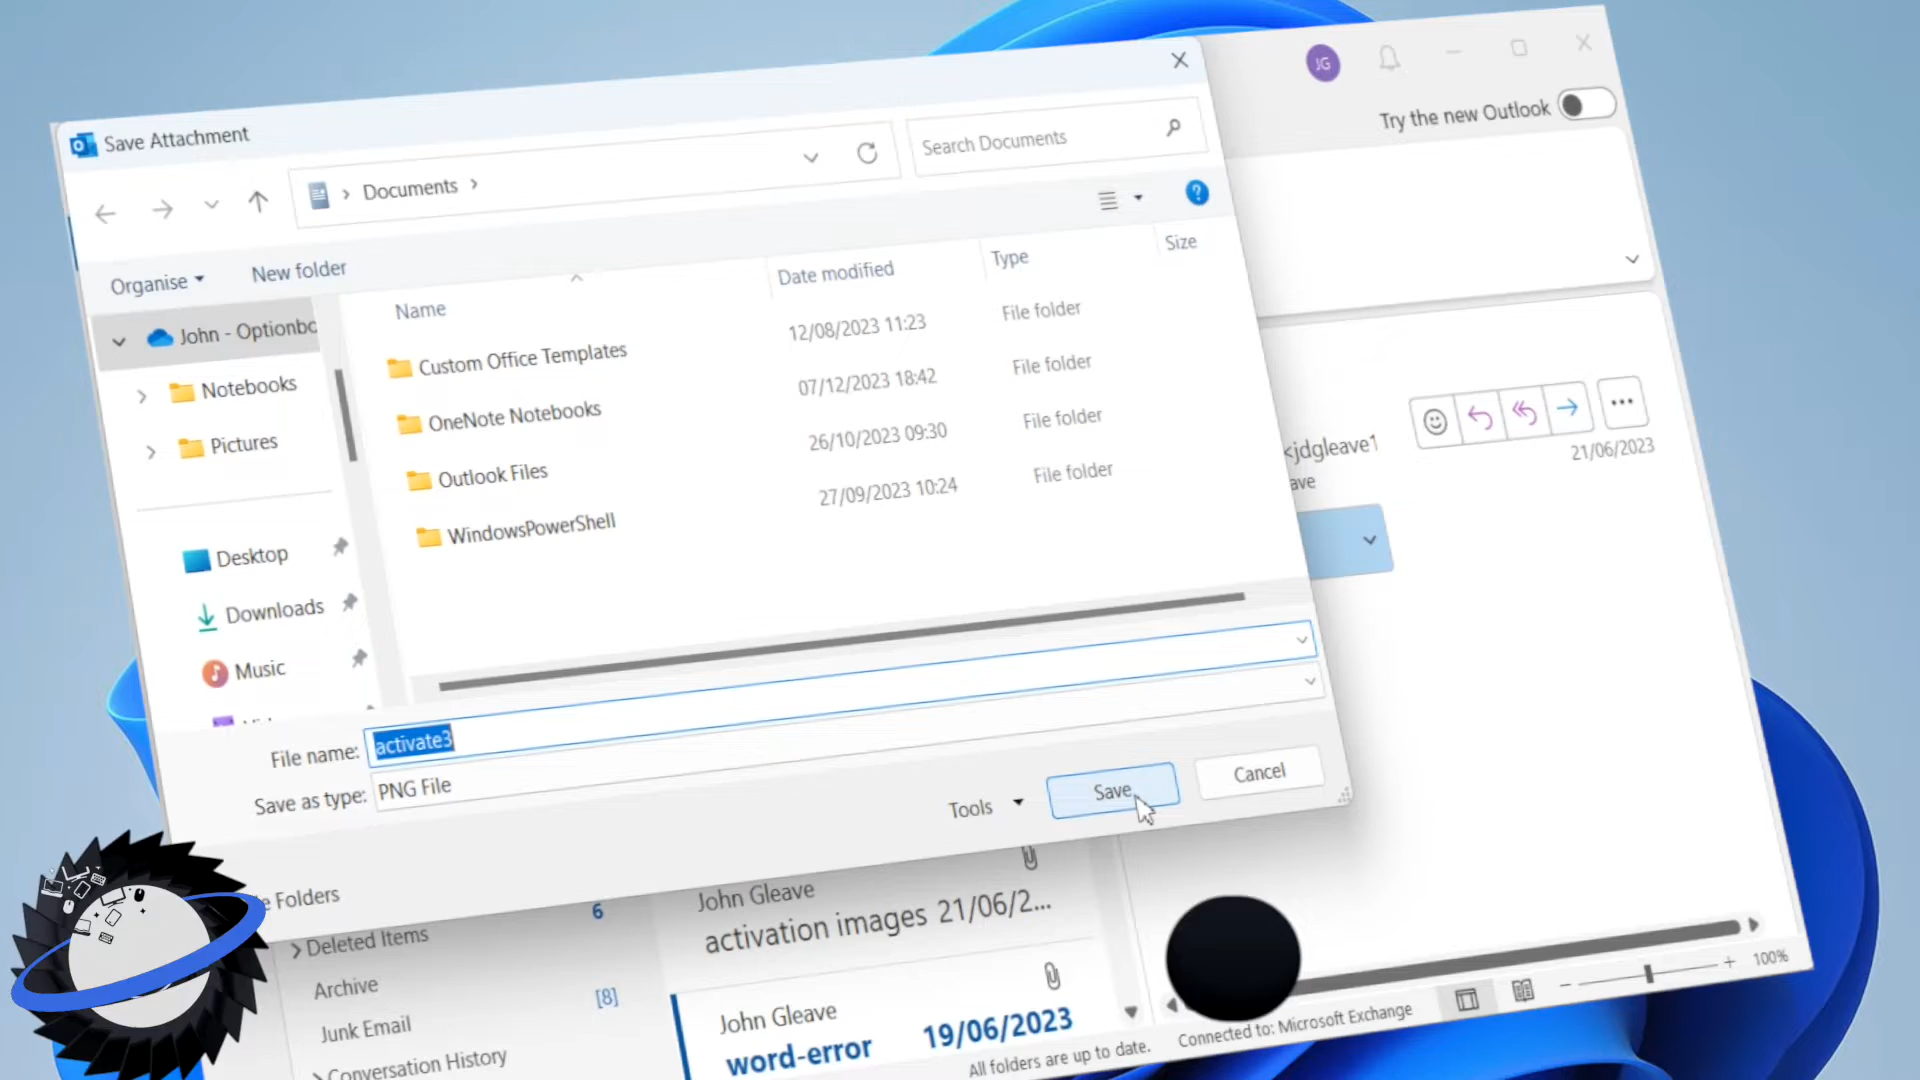 JG
Try the new Outlook
Save Attachment
Documents
Search Documents
Organise
New folder
Name
Date modified
Type
Size
John - Optionbo
Notebooks
Pictures
Desktop
Downloads
Music
Custom Office Templates
12/08/2023 11:23
File folder
OneNote Notebooks
07/12/2023 18:42
File folder
Outlook Files
26/10/2023 09:30
File folder
WindowsPowerShell
27/09/2023 10:24
File folder
File name: activate3
Save as type: PNG File
Tools
Save
Cancel
<jdgleave1
ave
21/06/2023
e Folders
Deleted Items
6
Archive
Junk Email
[8]
Conversation History
John Gleave
activation images 21/06/2...
John Gleave
word-error
19/06/2023
All folders are up to date.
Connected to: Microsoft Exchange
100%